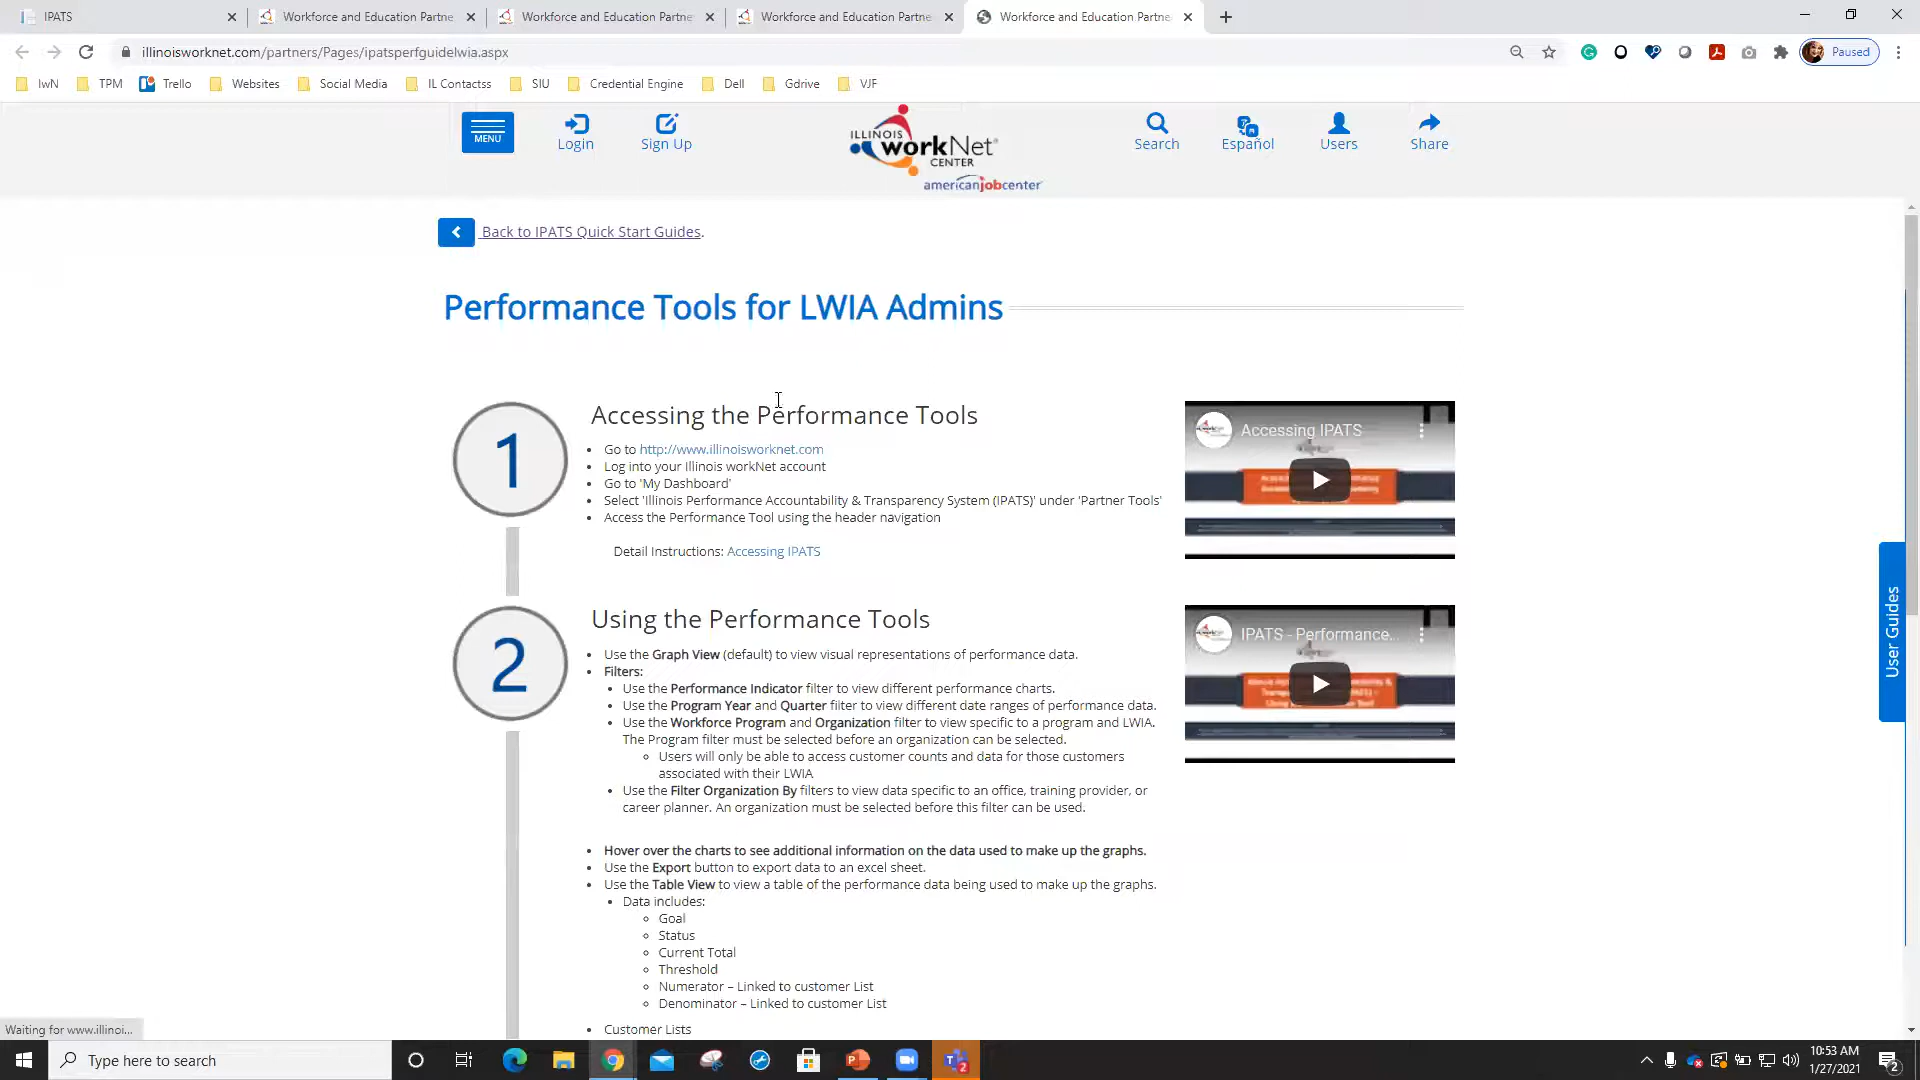 IPATS
Workforce and Education Partne
Workforce and Education Partne
Workforce and Education Partne
Workforce and Education Partne
illinoisworknet.com/partners/Pages/ipatsperfguidelwia.aspx
Paused
IwN
TPM
Trello
Websites
Social Media
IL Contactss
SIU
Credential Engine
Dell
Gdrive
VJF
MENU
Login
Sign Up
ILLINOIS
workNet
CENTER
americanjobcenter
Search
Español
Users
Share
Back to IPATS Quick Start Guides.
Performance Tools for LWIA Admins
1
Accessing the Performance Tools
Go to http://www.illinoisworknet.com
Log into your Illinois workNet account
Go to 'My Dashboard'
Select 'Illinois Performance Accountability & Transparency System (IPATS)' under 'Partner Tools'
Access the Performance Tool using the header navigation
Detail Instructions: Accessing IPATS
Accessing IPATS
2
Using the Performance Tools
Use the Graph View (default) to view visual representations of performance data.
Filters:
Use the Performance Indicator filter to view different performance charts.
Use the Program Year and Quarter filter to view different date ranges of performance data.
Use the Workforce Program and Organization filter to view specific to a program and LWIA.
The Program filter must be selected before an organization can be selected.
Users will only be able to access customer counts and data for those customers
associated with their LWIA
Use the Filter Organization By filters to view data specific to an office, training provider, or
career planner. An organization must be selected before this filter can be used.
Hover over the charts to see additional information on the data used to make up the graphs.
Use the Export button to export data to an excel sheet.
Use the Table View to view a table of the performance data being used to make up the graphs.
Data includes:
Goal
Status
Current Total
Threshold
Numerator – Linked to customer List
Denominator – Linked to customer List
Customer Lists
IPATS - Performance...
User Guides
Waiting for www.illinoi...
Type here to search
10:53 AM
1/27/2021
2
2